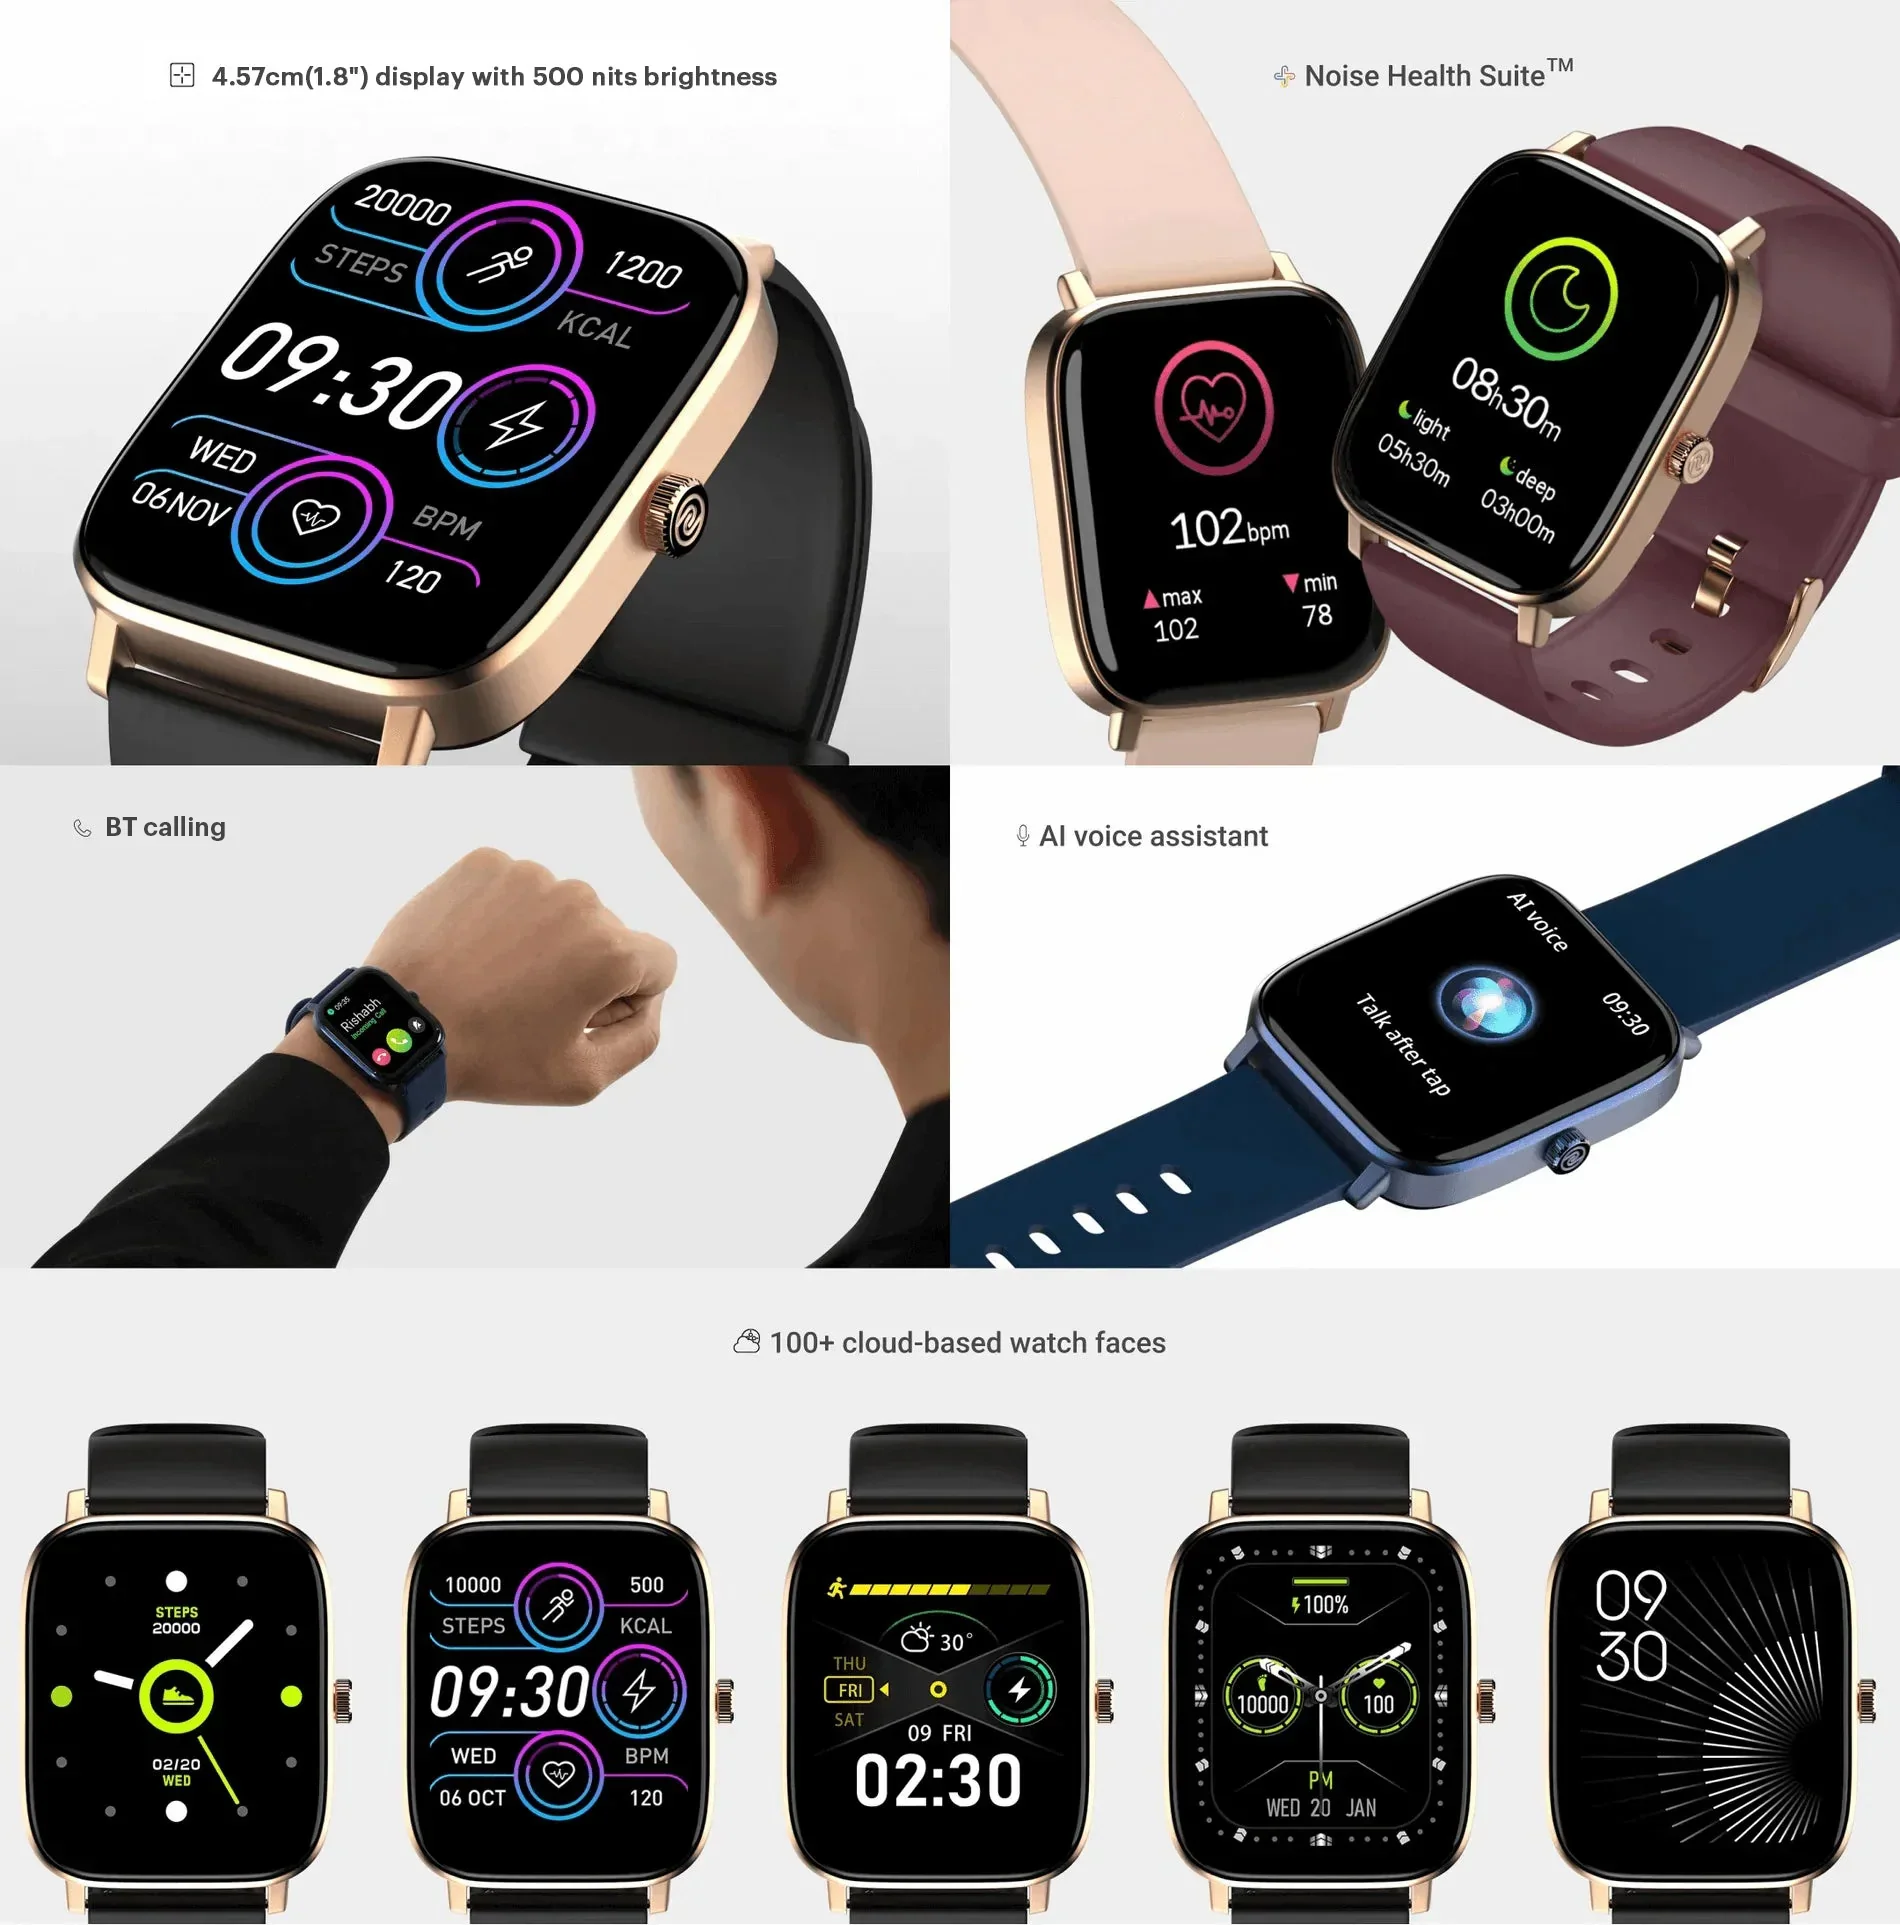 4.57cm(1.8") display with 500 nits brightness
20000
STEPS
1200
KCAL
09:30
WED
06NOV
BPM
120
Noise Health Suite™
102bpm
max
102
min
78
08h30m
light
05h30m
deep
03h00m
BT calling
09:35
Rishabh
Incoming Call
AI voice assistant
AI voice
09:30
Talk after tap
100+ cloud-based watch faces
STEPS
20000
02/20
WED
10000
500
STEPS
KCAL
09:30
WED
BPM
06 OCT
120
30°
THU
FRI
SAT
09 FRI
02:30
100%
10000
100
PM
WED 20 JAN
09
30